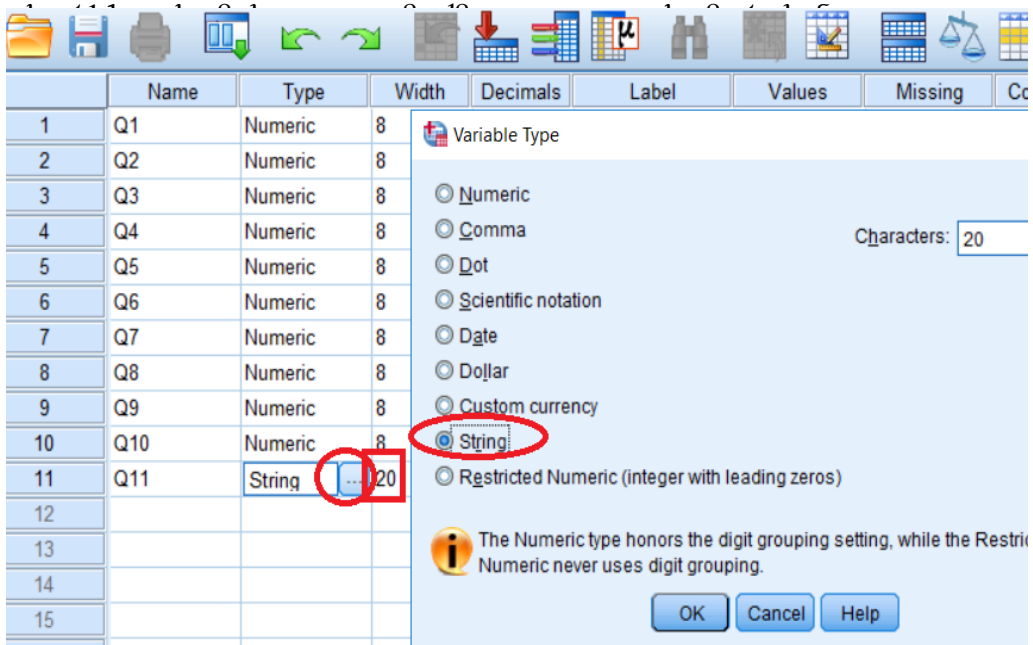 μ
Name Type Width Decimals Label Values Missing
1 Q1 Numeric 8
2 Q2 Numeric 8
3 Q3 Numeric 8
4 Q4 Numeric 8
5 Q5 Numeric 8
6 Q6 Numeric 8
7 Q7 Numeric 8
8 Q8 Numeric 8
9 Q9 Numeric 8
10 Q10 Numeric 8
11 Q11 String ... 20
12
13
14
15
Variable Type
Numeric
Comma
Characters: 20
Dot
Scientific notation
Date
Dollar
Custom currency
String
Restricted Numeric (integer with leading zeros)
i
The Numeric type honors the digit grouping setting, while the
Numeric never uses digit grouping.
OK Cancel Help